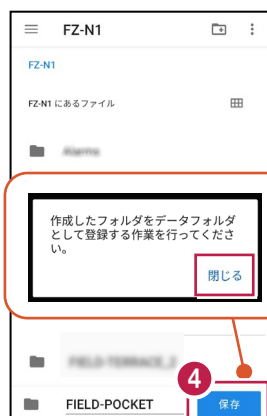 FZ-N1
FZ-N1
FZ-N1 にあるファイル
作成したフォルダをデータフォルダ
として登録する作業を行ってくださ
い。
閉じる
4
FIELD-POCKET
保存